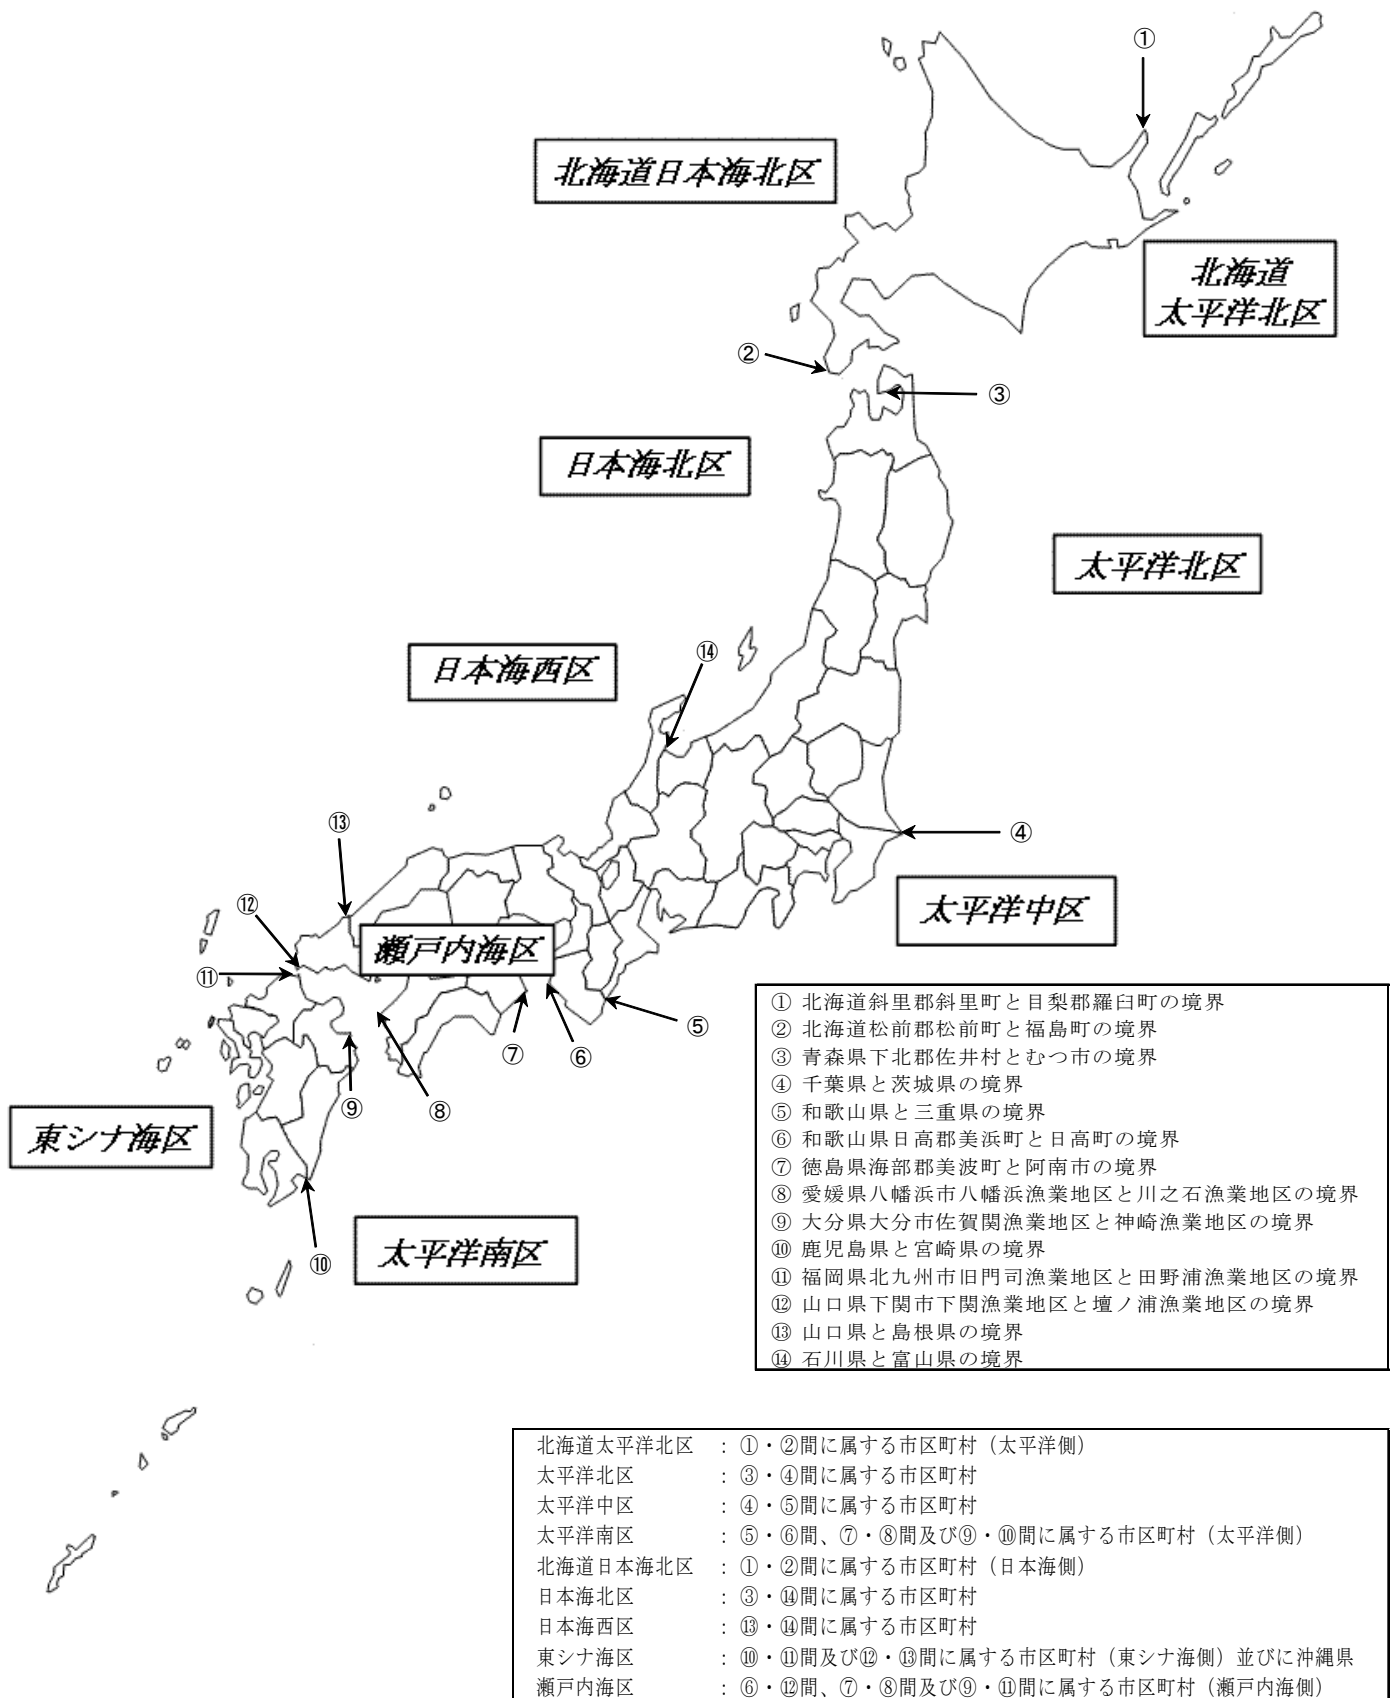 ①
北海道日本海北区
北海道
太平洋北区
②
③
日本海北区
太平洋北区
日本海西区
⑭
④
⑬
太平洋中区
⑫
瀬戸内海区
⑪
⑤
⑦
⑥
⑨
⑧
東シナ海区
⑩
太平洋南区
① 北海道斜里郡斜里町と目梨郡羅臼町の境界
② 北海道松前郡松前町と福島町の境界
③ 青森県下北郡佐井村とむつ市の境界
④ 千葉県と茨城県の境界
⑤ 和歌山県と三重県の境界
⑥ 和歌山県日高郡美浜町と日高町の境界
⑦ 徳島県海部郡美波町と阿南市の境界
⑧ 愛媛県八幡浜市八幡浜漁業地区と川之石漁業地区の境界
⑨ 大分県大分市佐賀関漁業地区と神崎漁業地区の境界
⑩ 鹿児島県と宮崎県の境界
⑪ 福岡県北九州市旧門司漁業地区と田野浦漁業地区の境界
⑫ 山口県下関市下関漁業地区と壇ノ浦漁業地区の境界
⑬ 山口県と島根県の境界
⑭ 石川県と富山県の境界
北海道太平洋北区 : ①・②間に属する市区町村（太平洋側）
太平洋北区 : ③・④間に属する市区町村
太平洋中区 : ④・⑤間に属する市区町村
太平洋南区 : ⑤・⑥間、⑦・⑧間及び⑨・⑩間に属する市区町村（太平洋側）
北海道日本海北区 : ①・②間に属する市区町村（日本海側）
日本海北区 : ③・⑭間に属する市区町村
日本海西区 : ⑬・⑭間に属する市区町村
東シナ海区 : ⑩・⑪間及び⑫・⑬間に属する市区町村（東シナ海側）並びに沖縄県
瀬戸内海区 : ⑥・⑫間、⑦・⑧間及び⑨・⑪間に属する市区町村（瀬戸内海側）